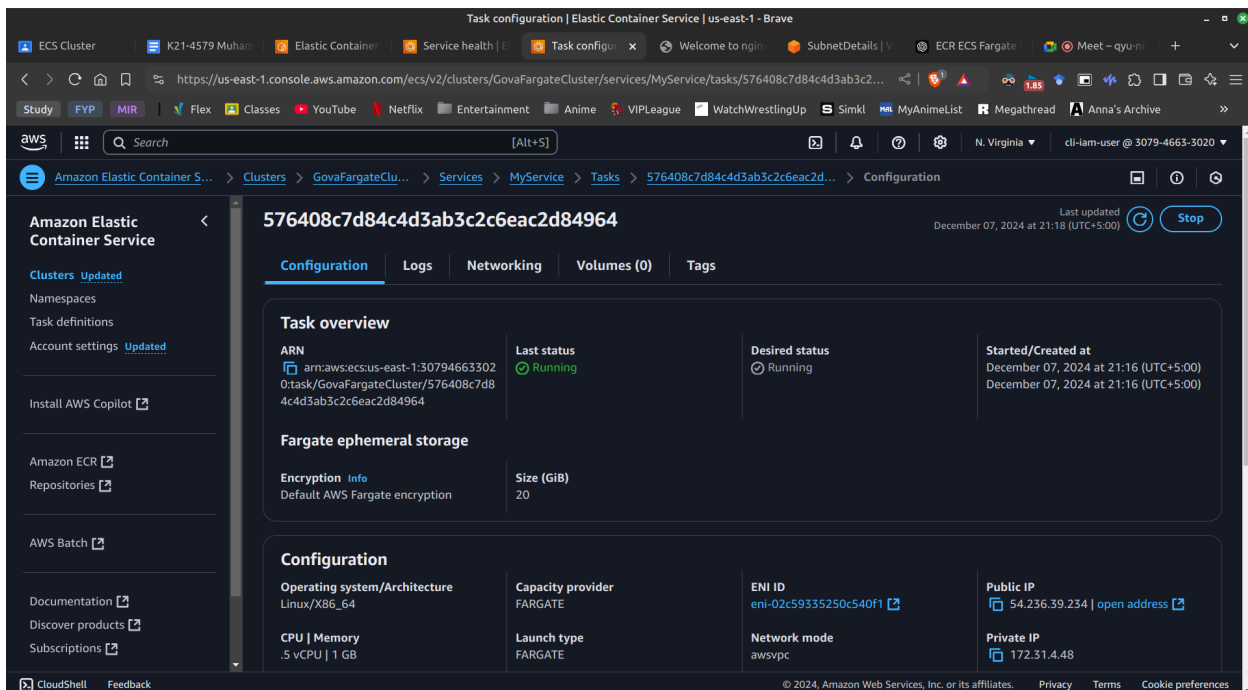 Task configuration | Elastic Container Service | us-east-1 - Brave
ECS Cluster
K21-4579 Muham
Elastic Container
Service health | E
Task configur
Welcome to ngin
SubnetDetails | V
ECR ECS Fargate
Meet – qyu-ni
https://us-east-1.console.aws.amazon.com/ecs/v2/clusters/GovaFargateCluster/services/MyService/tasks/576408c7d84c4d3ab3c2...
1
1.85
Study
FYP
MIR
Flex
Classes
YouTube
Netflix
Entertainment
Anime
VIPLeague
WatchWrestlingUp
Simkl
MyAnimeList
Megathread
Anna's Archive
aws
Search
[Alt+S]
N. Virginia
cli-iam-user @ 3079-4663-3020
Amazon Elastic Container S...
Clusters
GovaFargateClu...
Services
MyService
Tasks
576408c7d84c4d3ab3c2c6eac2d...
Configuration
Amazon Elastic
Container Service
Clusters Updated
Namespaces
Task definitions
Account settings Updated
Install AWS Copilot
Amazon ECR
Repositories
AWS Batch
Documentation
Discover products
Subscriptions
576408c7d84c4d3ab3c2c6eac2d84964
Last updated
December 07, 2024 at 21:18 (UTC+5:00)
Stop
Configuration
Logs
Networking
Volumes (0)
Tags
Task overview
ARN
arn:aws:ecs:us-east-1:30794663302
0:task/GovaFargateCluster/576408c7d8
4c4d3ab3c2c6eac2d84964
Last status
Running
Desired status
Running
Started/Created at
December 07, 2024 at 21:16 (UTC+5:00)
December 07, 2024 at 21:16 (UTC+5:00)
Fargate ephemeral storage
Encryption Info
Default AWS Fargate encryption
Size (GiB)
20
Configuration
Operating system/Architecture
Linux/X86_64
Capacity provider
FARGATE
ENI ID
eni-02c59335250c540f1
Public IP
54.236.39.234 | open address
CPU | Memory
.5 vCPU | 1 GB
Launch type
FARGATE
Network mode
awsvpc
Private IP
172.31.4.48
CloudShell
Feedback
© 2024, Amazon Web Services, Inc. or its affiliates.
Privacy
Terms
Cookie preferences